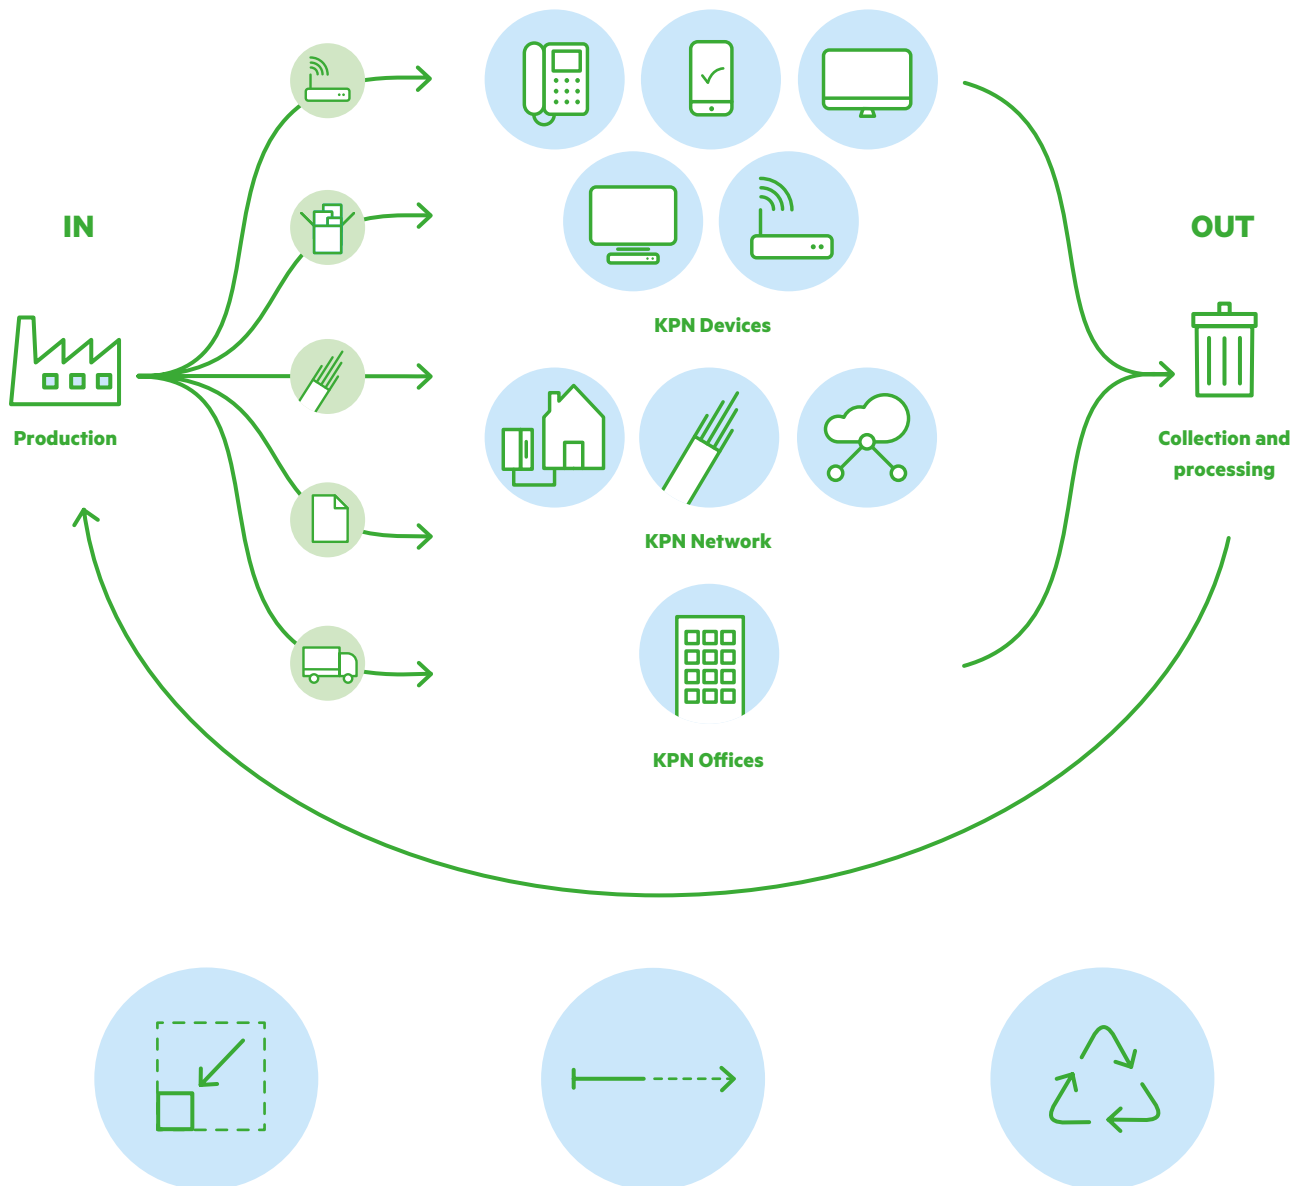 IN
OUT
KPN Devices
Production
Collection and
processing
KPN Network
KPN Offices